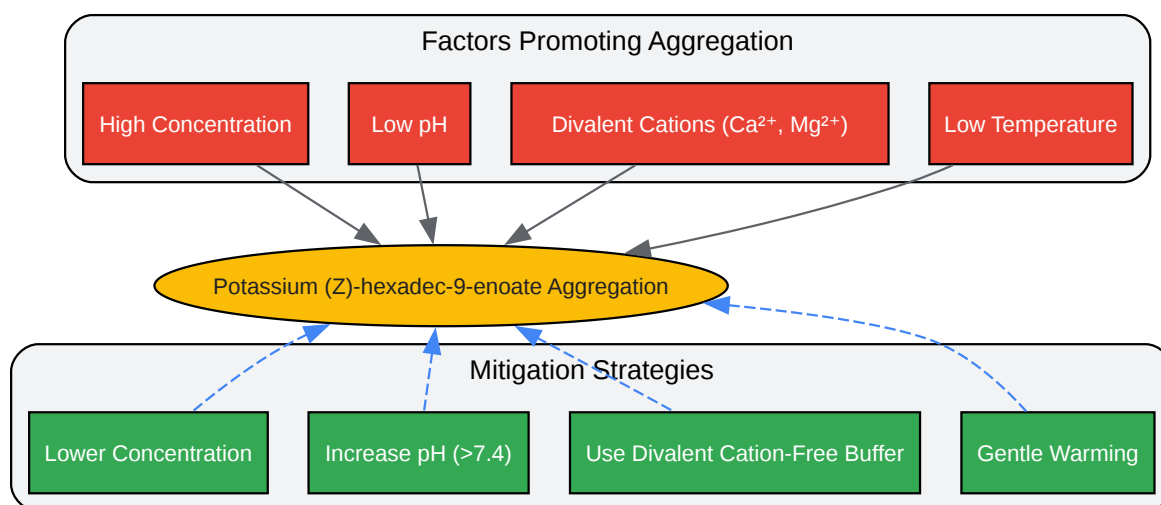 Factors Promoting Aggregation
High Concentration
Low pH
Divalent Cations (Ca²⁺, Mg²⁺)
Low Temperature
Potassium (Z)-hexadec-9-enoate Aggregation
Mitigation Strategies
Lower Concentration
Increase pH (>7.4)
Use Divalent Cation-Free Buffer
Gentle Warming